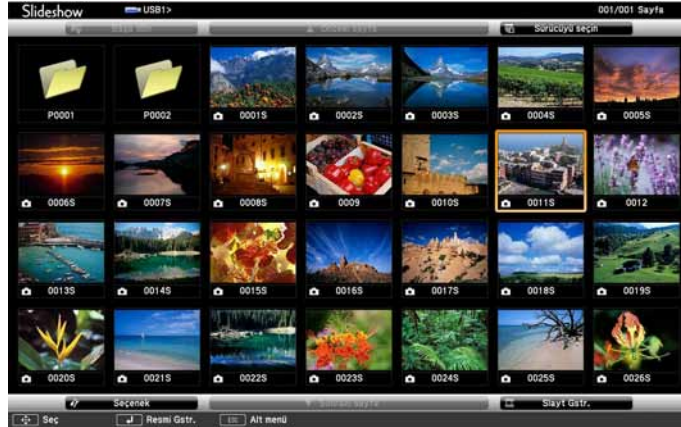 Slideshow
USB1>
001/001 Sayfa
Sürücüyü seçin
P0001
P0002
0001S
0002S
0003S
0004S
0005S
0006S
0007S
0008S
0009
0010S
0011S
0012
0013S
0014S
0015S
0016S
0017S
0018S
0019S
0020S
0021S
0022S
0023S
0024S
0025S
0026S
Seçenek
Slayt Gstr.
Seç
Resmi Gstr.
Alt menü